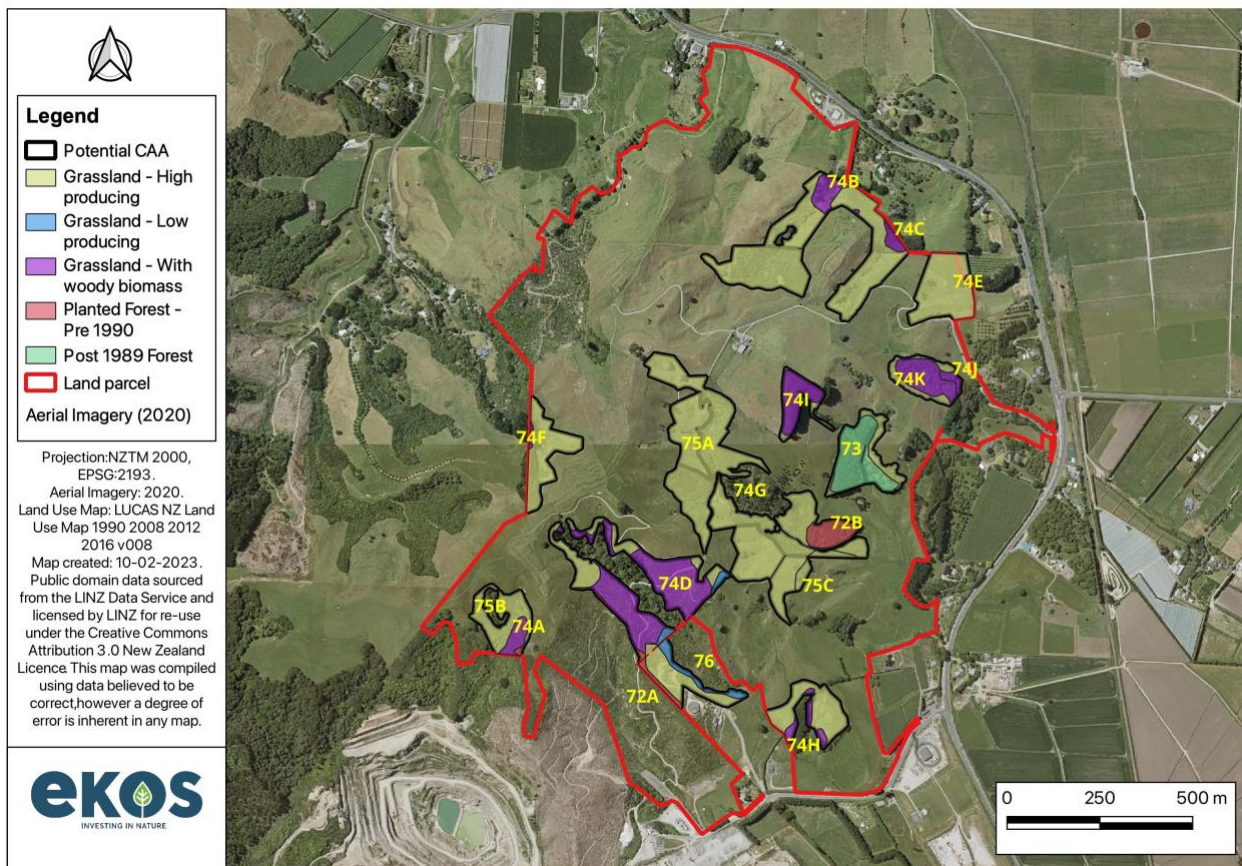 Legend
Potential CAA
Grassland - High
producing
Grassland - Low
producing
Grassland - With
woody biomass
Planted Forest -
Pre 1990
Post 1989 Forest
Land parcel
Aerial Imagery (2020)
Projection:NZTM 2000,
EPSG:2193.
Aerial Imagery: 2020.
Land Use Map: LUCAS NZ Land
Use Map 1990 2008 2012
2016 v008
Map created: 10-02-2023.
Public domain data sourced
from the LINZ Data Service and
licensed by LINZ for re-use
under the Creative Commons
Attribution 3.0 New Zealand
Licence. This map was compiled
using data believed to be
correct,however a degree of
error is inherent in any map.
eKOS
INVESTING IN NATURE
74B
74C
74E
74J
74K
74I
74F
75A
73
74G
72B
74D
75C
75B
74A
76
72A
74H
0 250 500 m